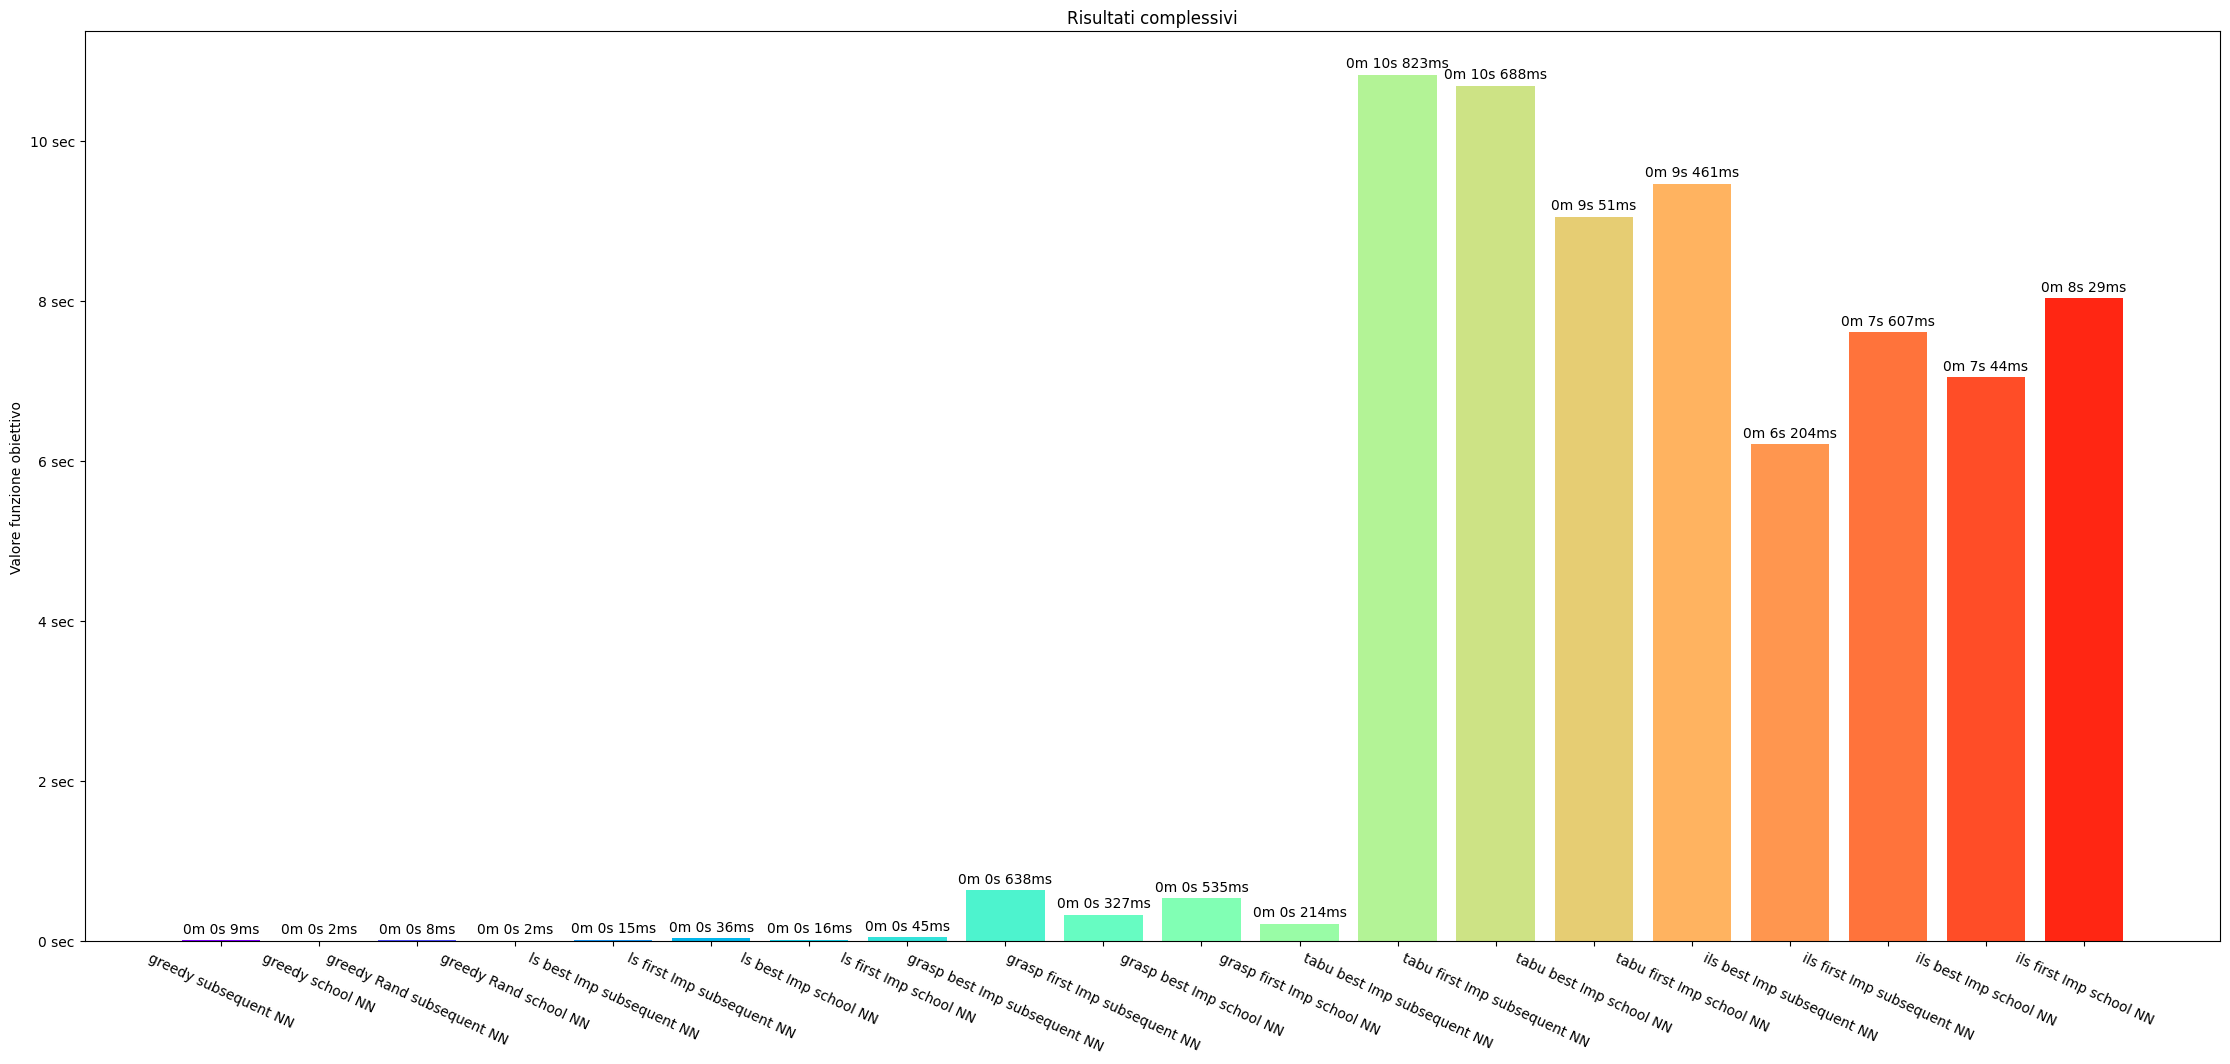 Risultati complessivi
Valore funzione obiettivo
10 sec
8 sec
6 sec
4 sec
2 sec
0 sec
0m 0s 9ms
0m 0s 2ms
0m 0s 8ms
0m 0s 2ms
0m 0s 15ms
0m 0s 36ms
0m 0s 16ms
0m 0s 45ms
0m 0s 638ms
0m 0s 327ms
0m 0s 535ms
0m 0s 214ms
0m 10s 823ms
0m 10s 688ms
0m 9s 51ms
0m 9s 461ms
0m 6s 204ms
0m 7s 607ms
0m 7s 44ms
0m 8s 29ms
greedy subsequent NN
greedy school NN
greedy Rand subsequent NN
greedy Rand school NN
ls best Imp subsequent NN
ls first Imp subsequent NN
ls best Imp school NN
ls first Imp school NN
grasp best Imp subsequent NN
grasp first Imp subsequent NN
grasp best Imp school NN
grasp first Imp school NN
tabu best Imp subsequent NN
tabu first Imp subsequent NN
tabu best Imp school NN
tabu first Imp school NN
ils best Imp subsequent NN
ils first Imp subsequent NN
ils best Imp school NN
ils first Imp school NN